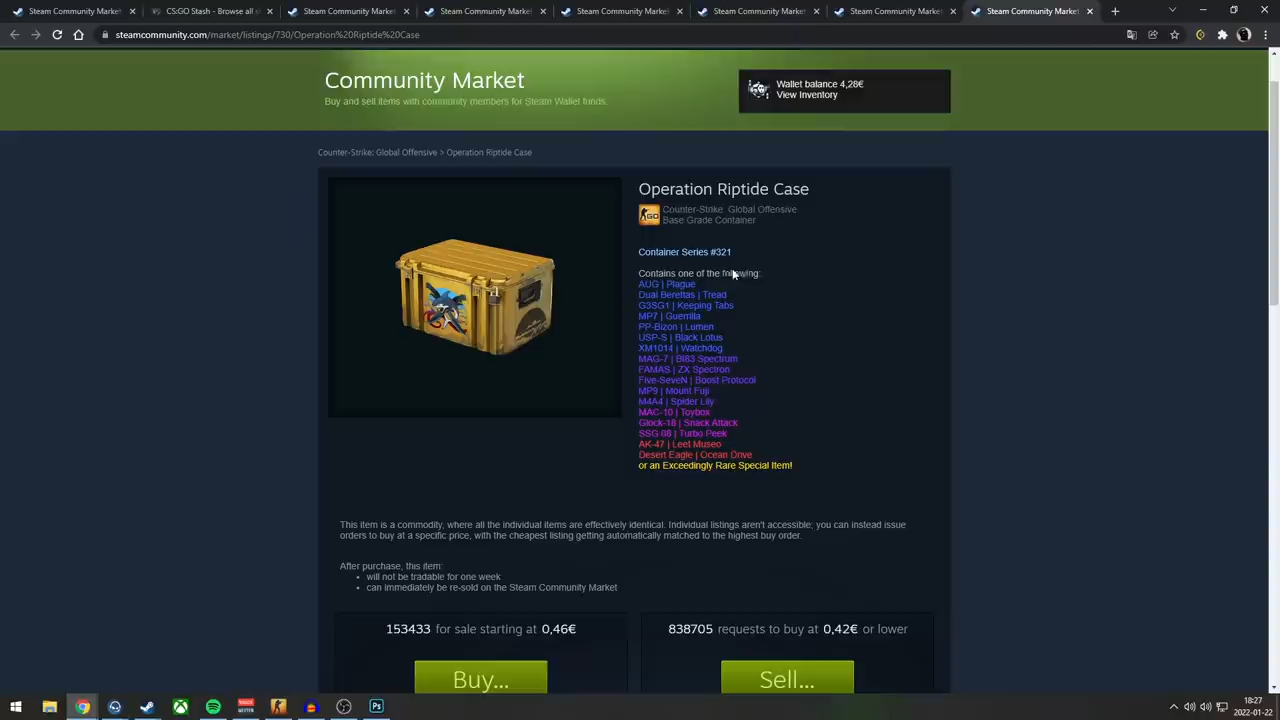 Steam Community Mark
CS:GO Stash - Browse all s
Steam Community Mark
Steam Community Mark
Steam Community Mark
Steam Community Mark
Steam Community Mark
Steam Community Mark
steamcommunity.com/market/listings/730/Operation%20Riptide%20Case
Community Market
Buy and sell items with community members for Steam Wallet funds.
Wallet balance 4,28€
View Inventory
Counter-Strike: Global Offensive > Operation Riptide Case
Operation Riptide Case
GO
Counter-Strike: Global Offensive
Base Grade Container
Container Series #321
Contains one of the following:
AUG | Plague
Dual Berettas | Tread
G3SG1 | Keeping Tabs
MP7 | Guerrilla
PP-Bizon | Lumen
USP-S | Black Lotus
XM1014 | Watchdog
MAG-7 | BI83 Spectrum
FAMAS | ZX Spectron
Five-SeveN | Boost Protocol
MP9 | Mount Fuji
M4A4 | Spider Lily
MAC-10 | Toybox
Glock-18 | Snack Attack
SSG 08 | Turbo Peek
AK-47 | Leet Museo
Desert Eagle | Ocean Drive
or an Exceedingly Rare Special Item!
This item is a commodity, where all the individual items are effectively identical. Individual listings aren't accessible; you can instead issue
orders to buy at a specific price, with the cheapest listing getting automatically matched to the highest buy order.
After purchase, this item:
• will not be tradable for one week
• can immediately be re-sold on the Steam Community Market
153433 for sale starting at 0,46€
838705 requests to buy at 0,42€ or lower
Buy...
Sell...
Ps
18:27
2022-01-22